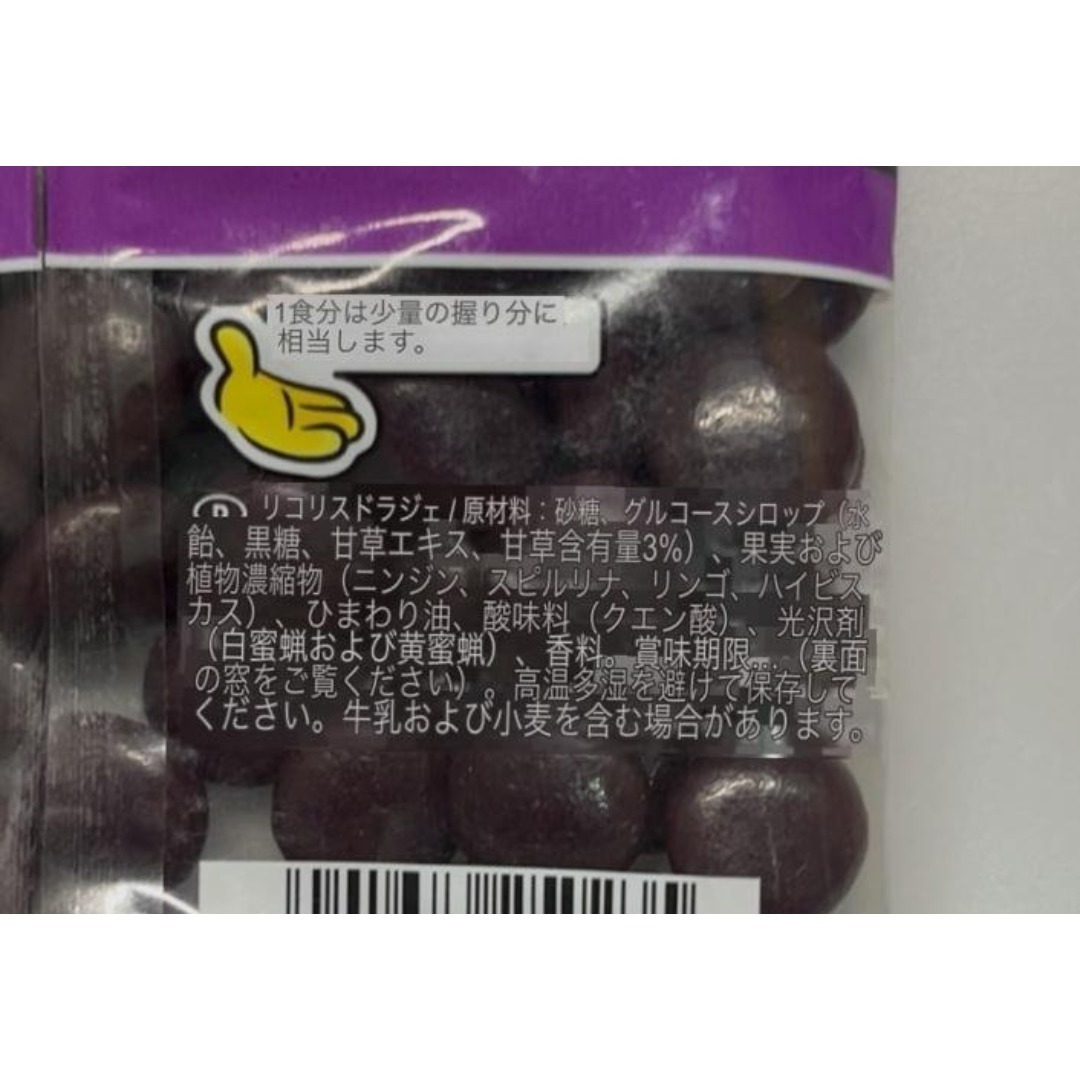 1食分は少量の握り分に
相当します。
リコリスドラジェ / 原材料：砂糖、グルコースシロップ（水
飴、黒糖、甘草エキス、甘草含有量3%）、果実および
植物濃縮物（ニンジン、スピルリナ、リンゴ、ハイビス
カス）、ひまわり油、酸味料（クエン酸）、光沢剤
（白蜜蝋および黄蜜蝋）、香料。賞味期限...（裏面
の窓をご覧ください）。高温多湿を避けて保存して
ください。牛乳および小麦を含む場合があります。